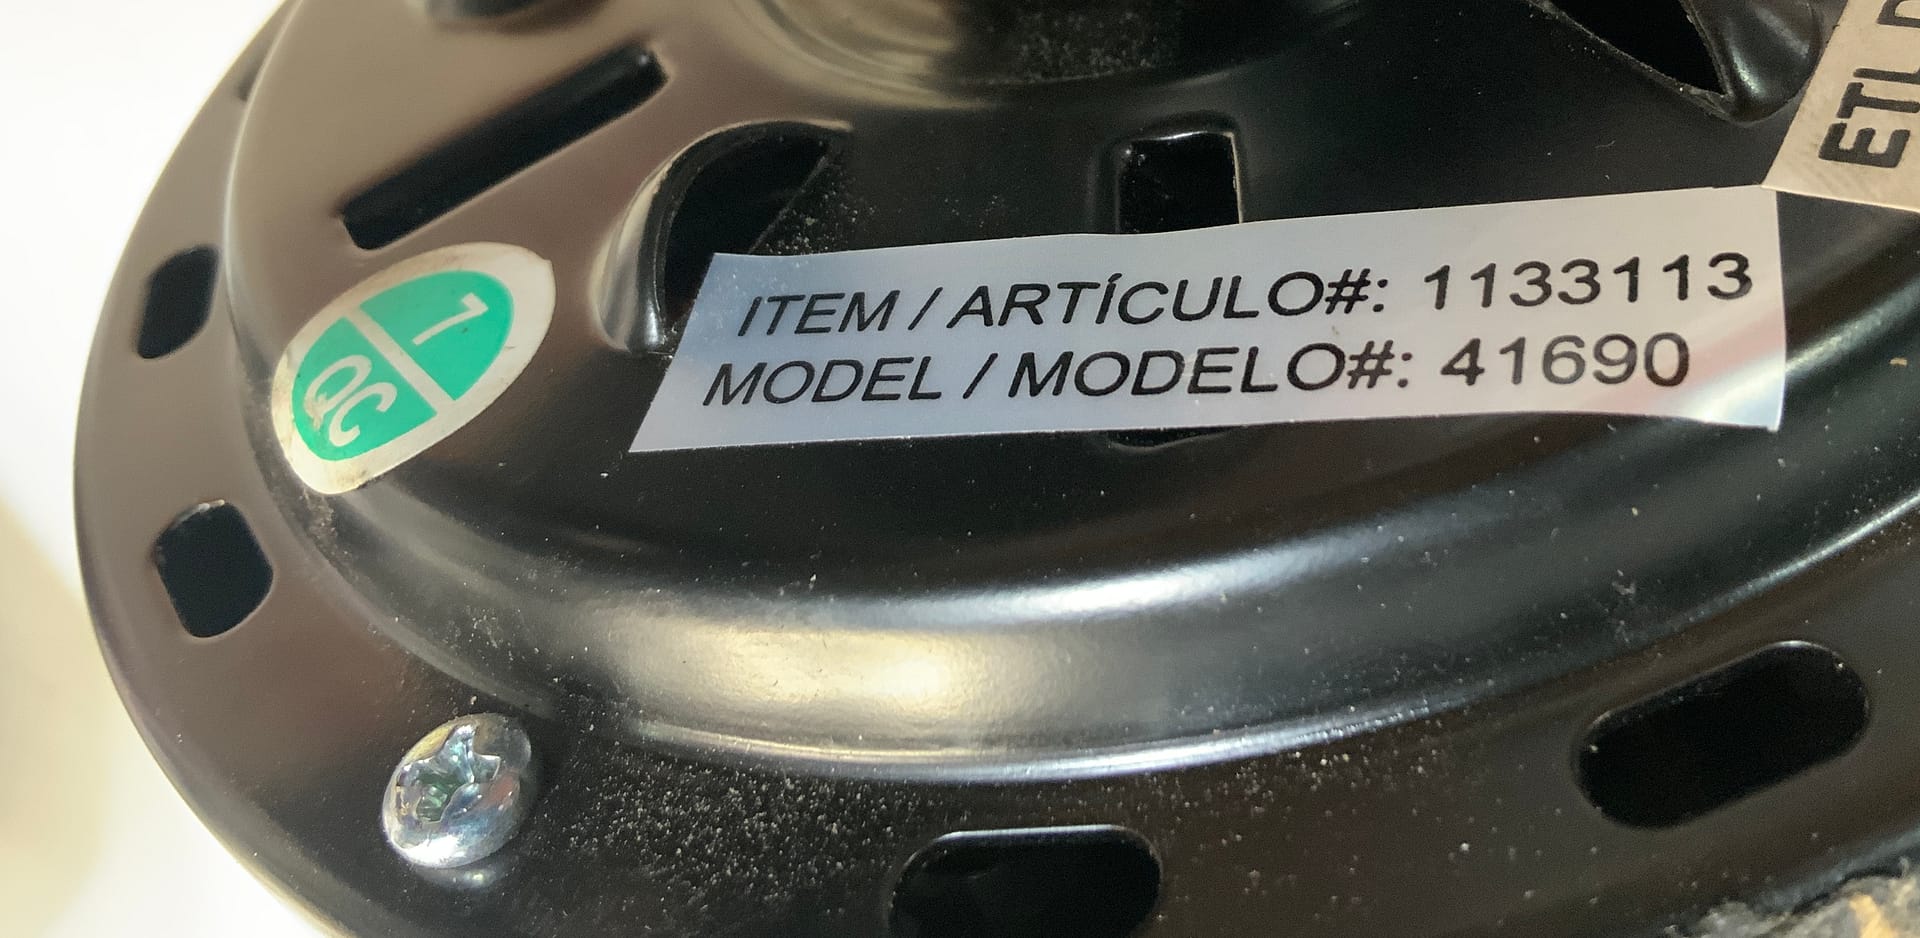 ETL
ITEM / ARTÍCULO#: 1133113
MODEL / MODELO#: 41690
1
QC